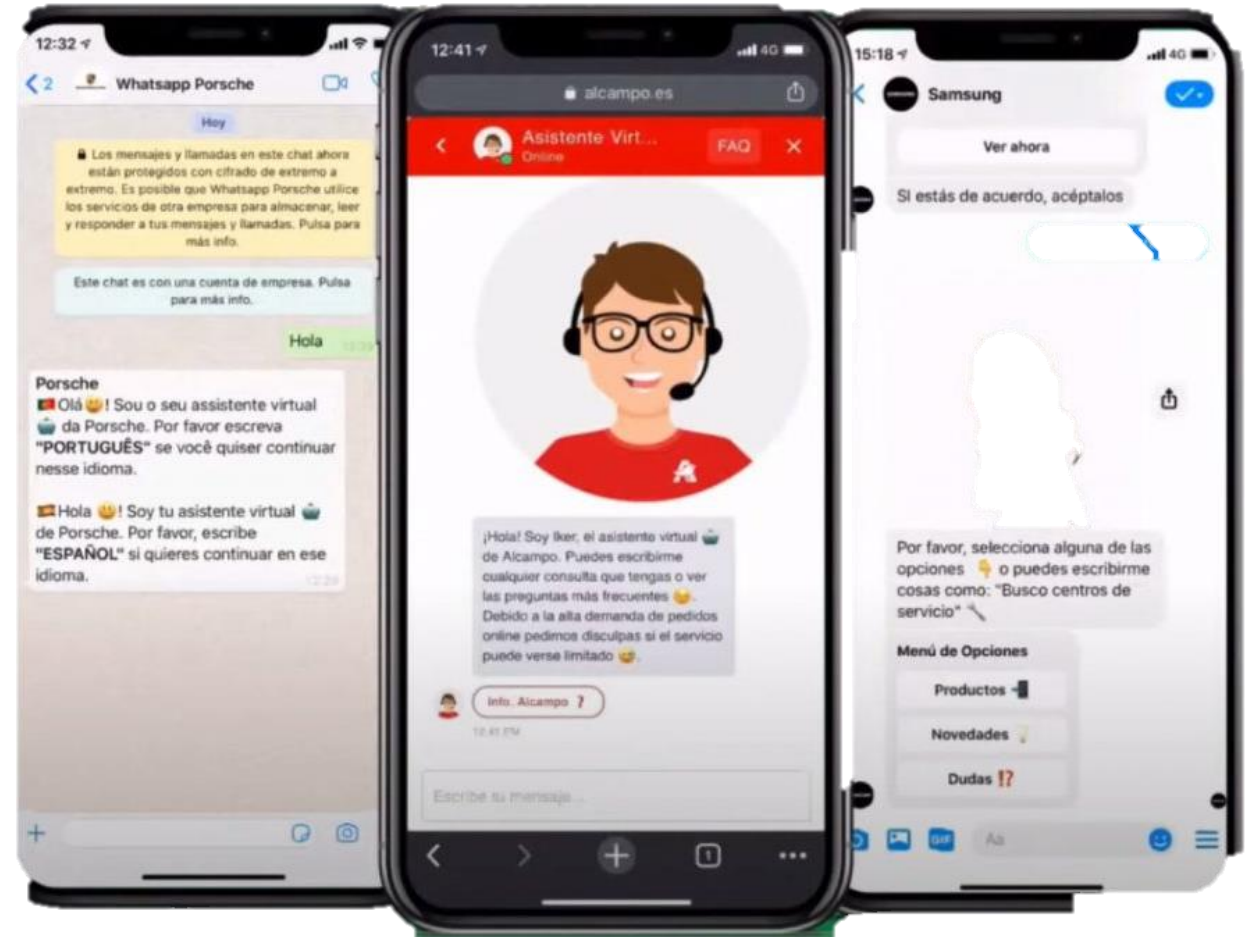 12:32
2
Whatsapp Porsche
Hoy
Los mensajes y llamadas en este chat ahora
están protegidos con cifrado de extremo a
extremo. Es posible que Whatsapp Porsche utilice
los servicios de otra empresa para almacenar, leer
y responder a tus mensajes y llamadas. Pulsa para
más info.
Este chat es con una cuenta de empresa. Pulsa
para más info.
Hola
Porsche
Olá! Sou o seu assistente virtual
da Porsche. Por favor escreva
"PORTUGUÊS" se você quiser continuar
nesse idioma.
Hola! Soy tu asistente virtual
de Porsche. Por favor, escribe
"ESPAÑOL" si quieres continuar en ese
idioma.
12:41
4G
alcampo.es
Asistente Virt...
Online
FAQ
¡Hola! Soy Iker, el asistente virtual
de Alcampo. Puedes escribirme
cualquier consulta que tengas o ver
las preguntas más frecuentes.
Debido a la alta demanda de pedidos
online pedimos disculpas si el servicio
puede verse limitado.
Info. Alcampo ?
12:41 PM
Escribe su mensaje...
1
15:18
4G
Samsung
Ver ahora
SI estás de acuerdo, acéptalos
Por favor, selecciona alguna de las
opciones o puedes escribirme
cosas como: "Busco centros de
servicio"
Menú de Opciones
Productos
Novedades
Dudas ⁉
GIF
Aa